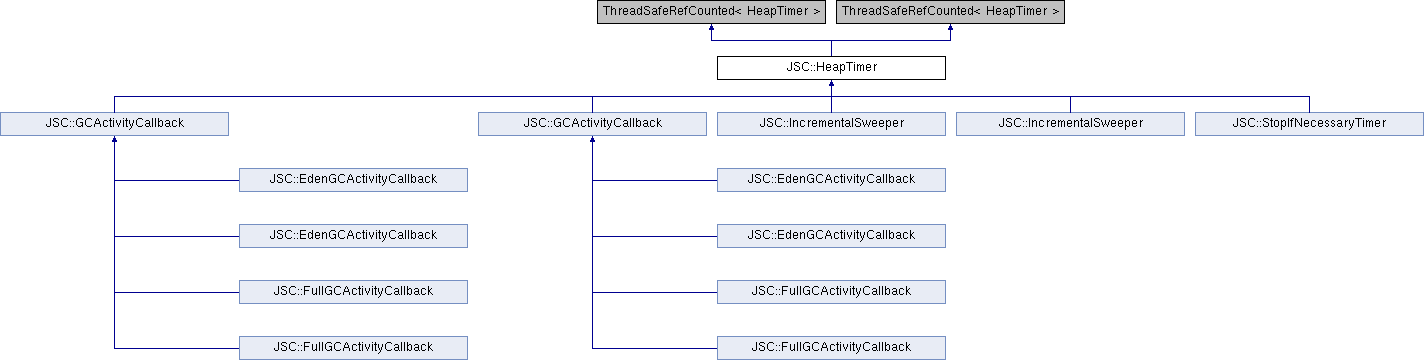 ThreadSafeRefCounted< HeapTimer >
ThreadSafeRefCounted< HeapTimer >
JSC::HeapTimer
JSC::GCActivityCallback
JSC::GCActivityCallback
JSC::IncrementalSweeper
JSC::IncrementalSweeper
JSC::StopIfNecessaryTimer
JSC::EdenGCActivityCallback
JSC::EdenGCActivityCallback
JSC::EdenGCActivityCallback
JSC::EdenGCActivityCallback
JSC::FullGCActivityCallback
JSC::FullGCActivityCallback
JSC::FullGCActivityCallback
JSC::FullGCActivityCallback